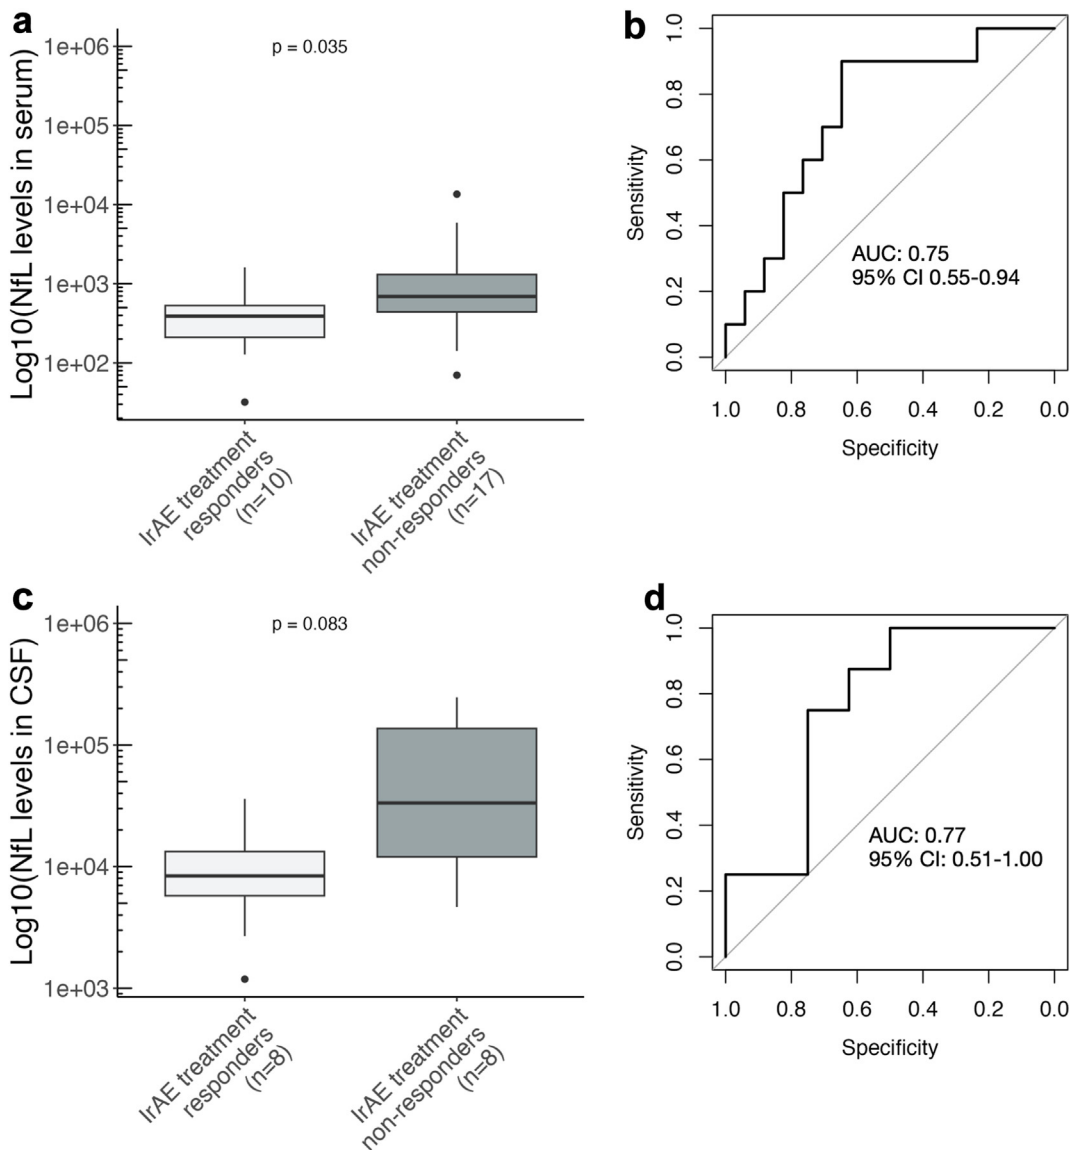 a
p = 0.035
Log10(NfL levels in serum)
1e+06
1e+05
1e+04
1e+03
1e+02
IrAE treatment
responders
(n=10)
IrAE treatment
non-responders
(n=17)
b
Sensitivity
1.0
0.8
0.6
0.4
0.2
0.0
AUC: 0.75
95% CI 0.55-0.94
1.0 0.8 0.6 0.4 0.2 0.0
Specificity
c
p = 0.083
Log10(NfL levels in CSF)
1e+06
1e+05
1e+04
1e+03
IrAE treatment
responders
(n=8)
IrAE treatment
non-responders
(n=8)
d
Sensitivity
1.0
0.8
0.6
0.4
0.2
0.0
AUC: 0.77
95% CI: 0.51-1.00
1.0 0.8 0.6 0.4 0.2 0.0
Specificity